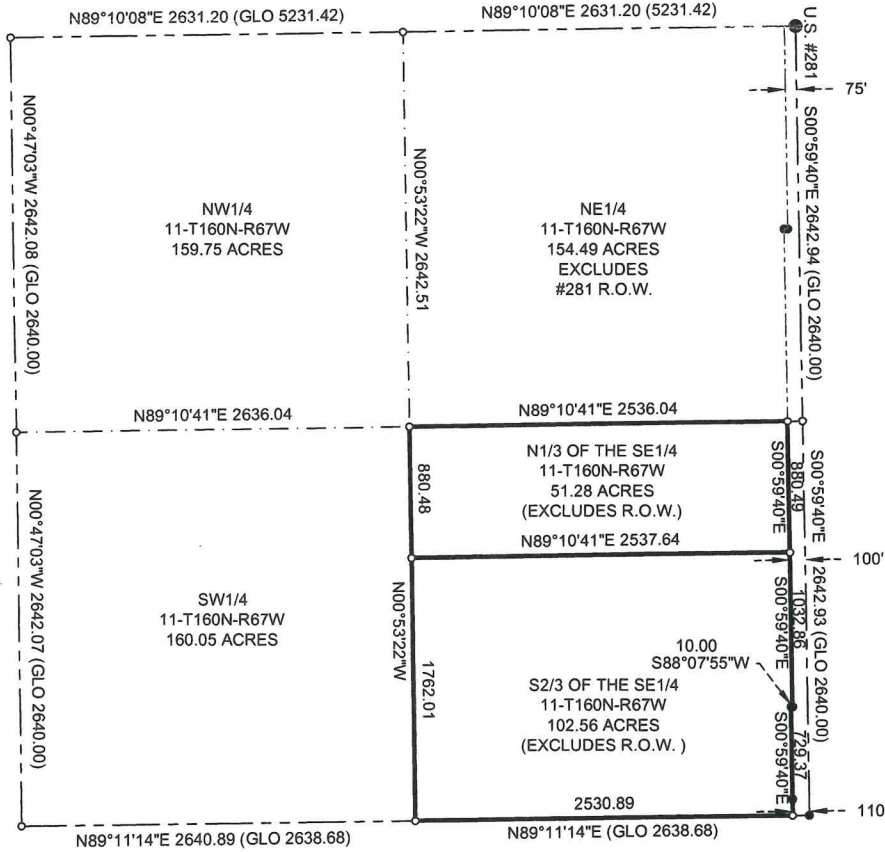 N89°10'08"E 2631.20 (GLO 5231.42)
N89°10'08"E 2631.20 (5231.42)
U.S. #281
75'
S00°59'40"E 2642.94 (GLO 2640.00)
N00°47'03"W 2642.08 (GLO 2640.00)
NW1/4
11-T160N-R67W
159.75 ACRES
N00°53'22"W 2642.51
NE1/4
11-T160N-R67W
154.49 ACRES
EXCLUDES
#281 R.O.W.
N89°10'41"E 2636.04
N89°10'41"E 2536.04
N1/3 OF THE SE1/4
11-T160N-R67W
51.28 ACRES
(EXCLUDES R.O.W.)
880.48
S00°59'40"E
880.49
S00°59'40"E 2642.93 (GLO 2640.00)
N89°10'41"E 2537.64
100'
N00°47'03"W 2642.07 (GLO 2640.00)
SW1/4
11-T160N-R67W
160.05 ACRES
N00°53'22"W
1762.01
S00°59'40"E
1032.86
10.00
S88°07'55"W
S2/3 OF THE SE1/4
11-T160N-R67W
102.56 ACRES
(EXCLUDES R.O.W. )
S00°59'40"E
729.37
2530.89
110
N89°11'14"E 2640.89 (GLO 2638.68)
N89°11'14"E (GLO 2638.68)